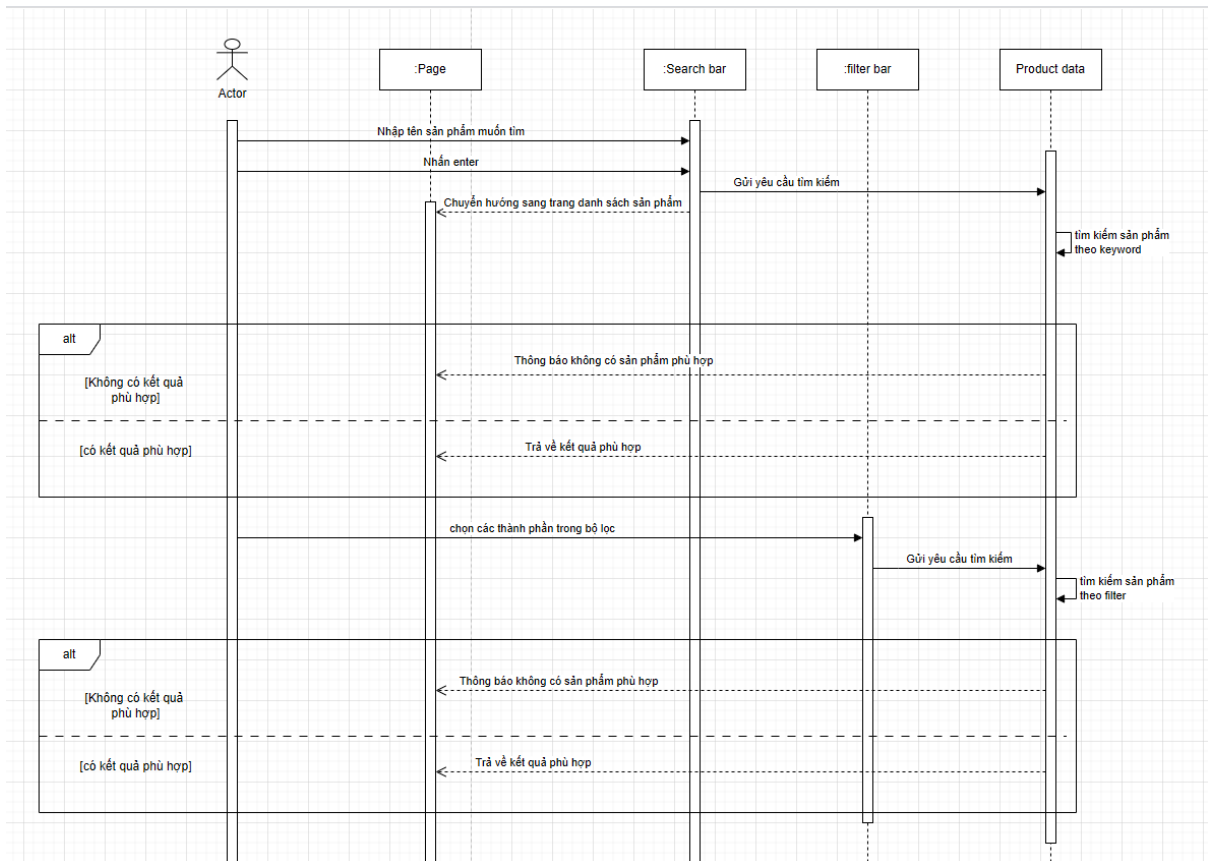 Actor
:Page
:Search bar
:filter bar
Product data
Nhập tên sản phẩm muốn tìm
Nhấn enter
Gửi yêu cầu tìm kiếm
Chuyển hướng sang trang danh sách sản phẩm
tìm kiếm sản phẩm
theo keyword
alt
Thông báo không có sản phẩm phù hợp
[Không có kết quả
phù hợp]
[có kết quả phù hợp]
Trả về kết quả phù hợp
chọn các thành phần trong bộ lọc
Gửi yêu cầu tìm kiếm
tìm kiếm sản phẩm
theo filter
alt
Thông báo không có sản phẩm phù hợp
[Không có kết quả
phù hợp]
[có kết quả phù hợp]
Trả về kết quả phù hợp